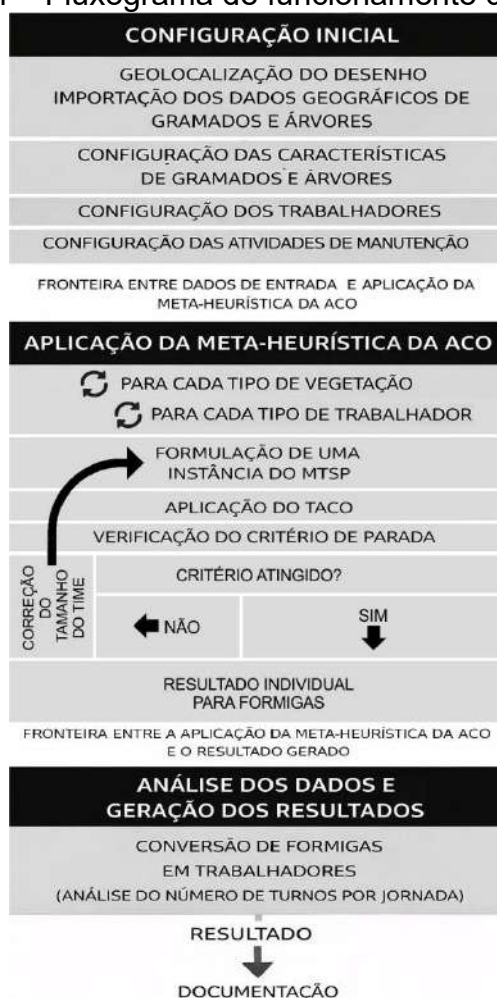 Fluxograma do funcionamento
CONFIGURAÇÃO INICIAL
GEOLOCALIZAÇÃO DO DESENHO
IMPORTAÇÃO DOS DADOS GEOGRÁFICOS DE
GRAMADOS E ÁRVORES
CONFIGURAÇÃO DAS CARACTERÍSTICAS
DE GRAMADOS E ÁRVORES
CONFIGURAÇÃO DOS TRABALHADORES
CONFIGURAÇÃO DAS ATIVIDADES DE MANUTENÇÃO
FRONTEIRA ENTRE DADOS DE ENTRADA E APLICAÇÃO DA
META-HEURÍSTICA DA ACO
APLICAÇÃO DA META-HEURÍSTICA DA ACO
PARA CADA TIPO DE VEGETAÇÃO
PARA CADA TIPO DE TRABALHADOR
FORMULAÇÃO DE UMA
INSTÂNCIA DO MTSP
APLICAÇÃO DO TACO
VERIFICAÇÃO DO CRITÉRIO DE PARADA
CORREÇÃO
DO
TAMANHO
DO TIME
CRITÉRIO ATINGIDO?
NÃO
SIM
RESULTADO INDIVIDUAL
PARA FORMIGAS
FRONTEIRA ENTRE A APLICAÇÃO DA META-HEURÍSTICA DA ACO
E O RESULTADO GERADO
ANÁLISE DOS DADOS E
GERAÇÃO DOS RESULTADOS
CONVERSÃO DE FORMIGAS
EM TRABALHADORES
(ANÁLISE DO NÚMERO DE TURNOS POR JORNADA)
RESULTADO
DOCUMENTAÇÃO